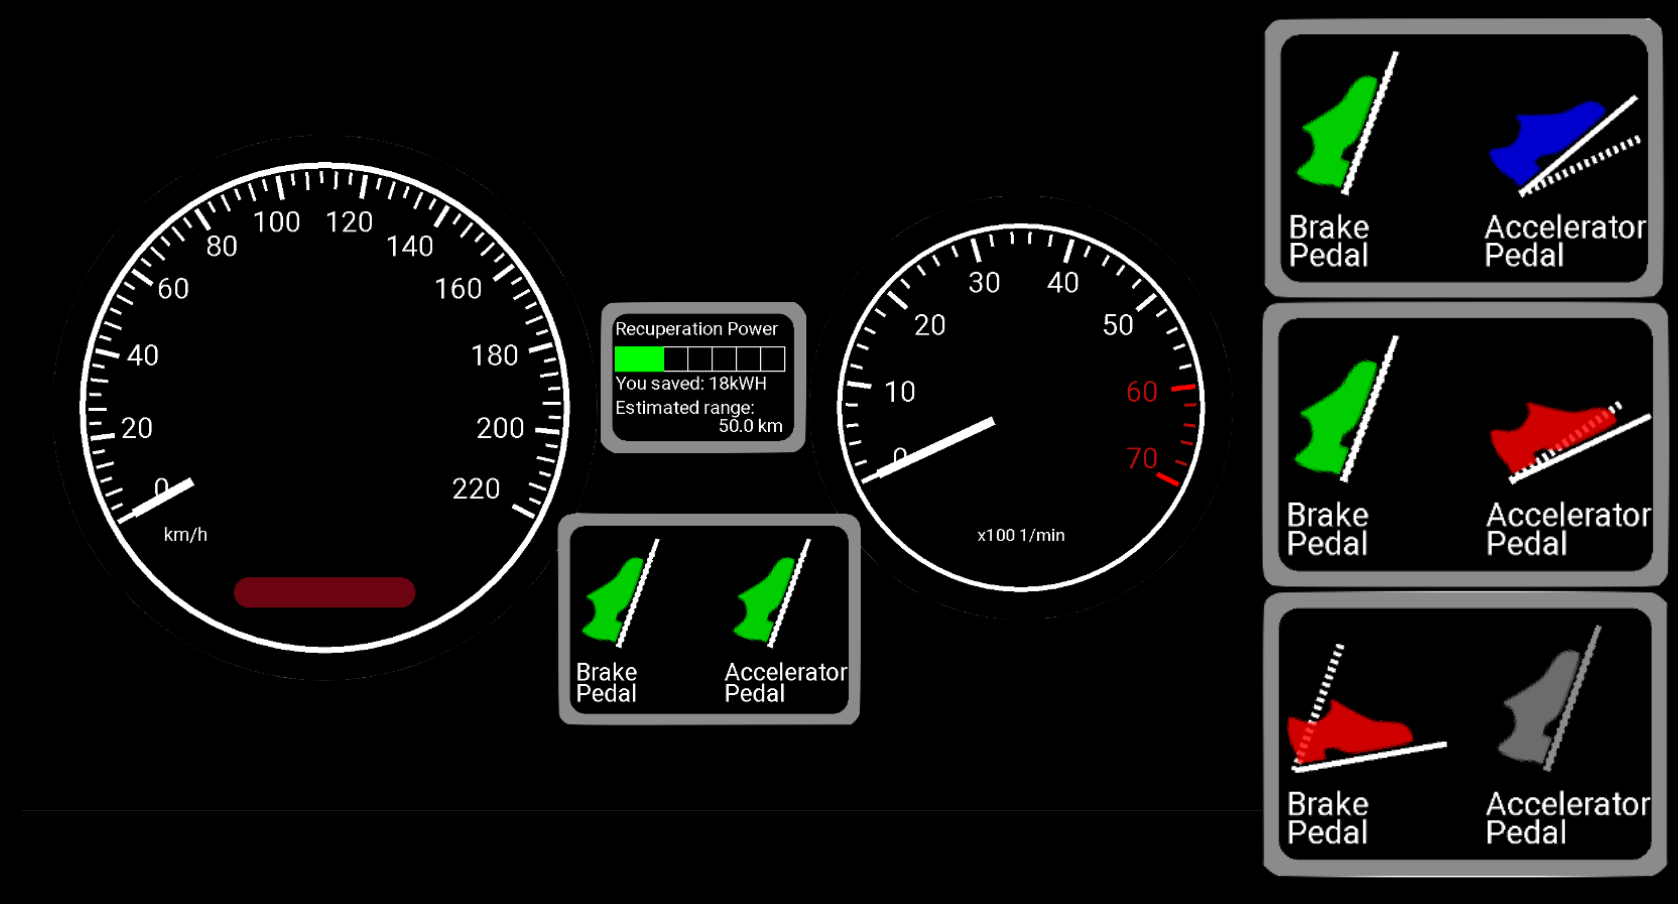 100
120
80
140
60
160
40
180
20
200
0
220
km/h
Recuperation Power
You saved: 18kWH
Estimated range:
50.0 km
30
40
20
50
10
60
0
70
x100 1/min
Brake
Pedal
Accelerator
Pedal
Brake
Pedal
Accelerator
Pedal
Brake
Pedal
Accelerator
Pedal
Brake
Pedal
Accelerator
Pedal